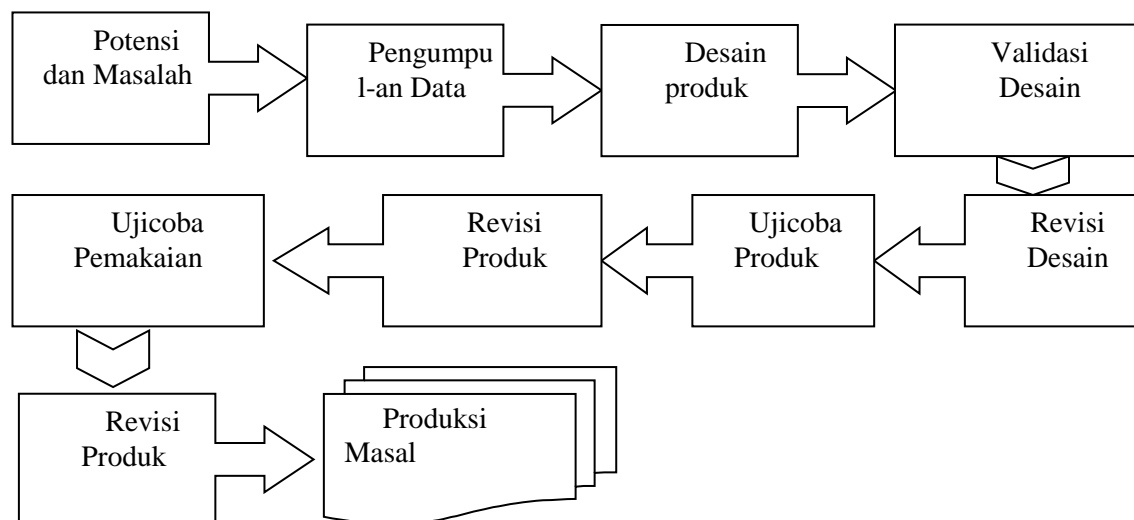 Potensi
dan Masalah
Pengumpu
l-an Data
Desain
produk
Validasi
Desain
Revisi
Desain
Ujicoba
Produk
Revisi
Produk
Ujicoba
Pemakaian
Revisi
Produk
Produksi
Masal